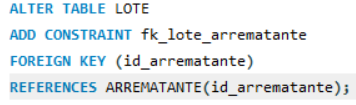 ALTER TABLE LOTE
ADD CONSTRAINT fk_lote_arrematante
FOREIGN KEY (id_arrematante)
REFERENCES ARREMATANTE(id_arrematante);